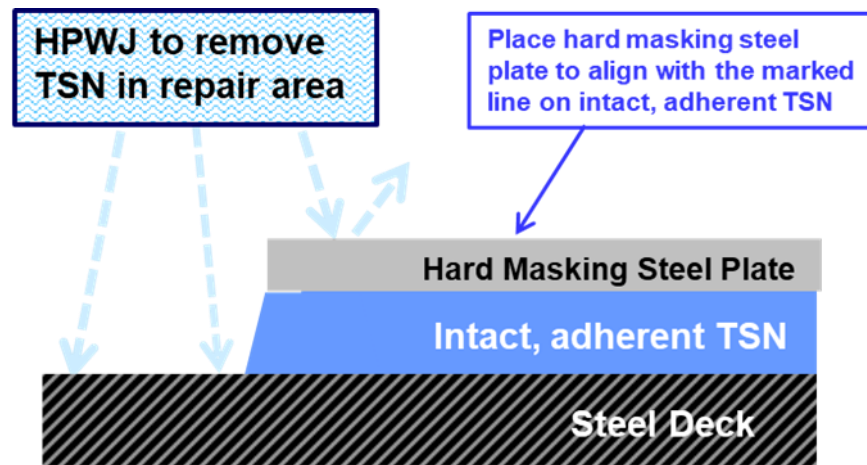 HPWJ to remove
TSN in repair area
Place hard masking steel
plate to align with the marked
line on intact, adherent TSN
Hard Masking Steel Plate
Intact, adherent TSN
Steel Deck